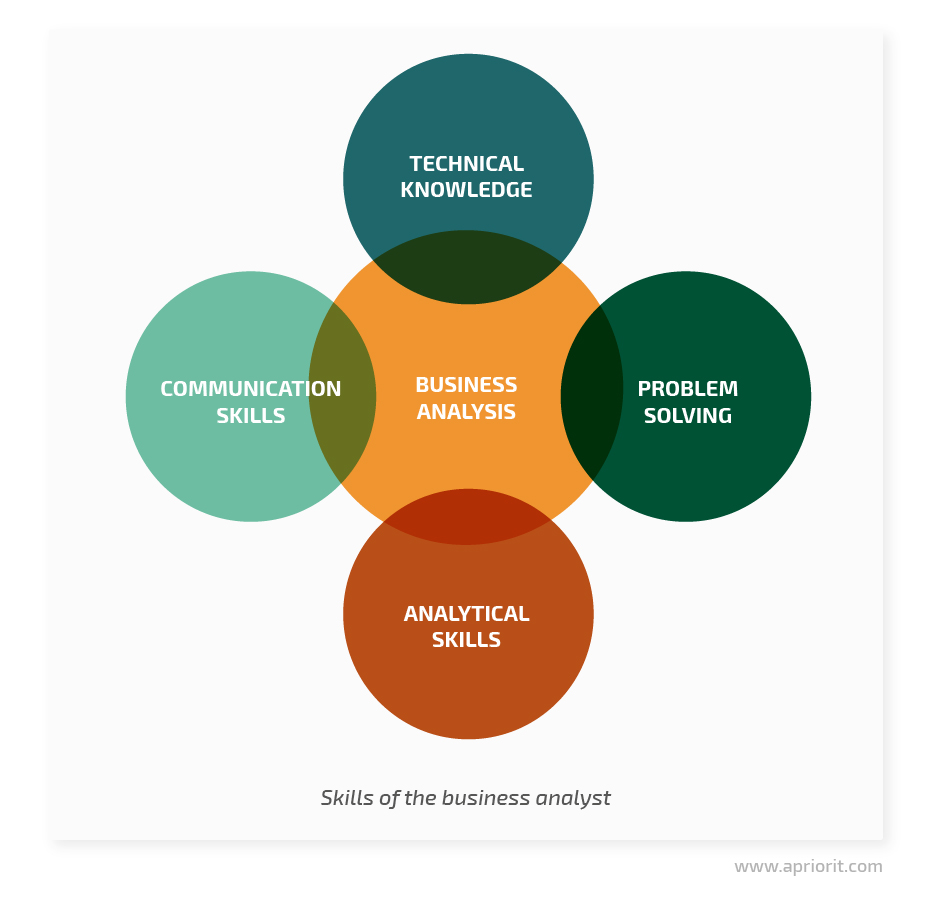 TECHNICAL
KNOWLEDGE
COMMUNICATION
SKILLS
BUSINESS
ANALYSIS
PROBLEM
SOLVING
ANALYTICAL
SKILLS
Skills of the business analyst
www.apriorit.com